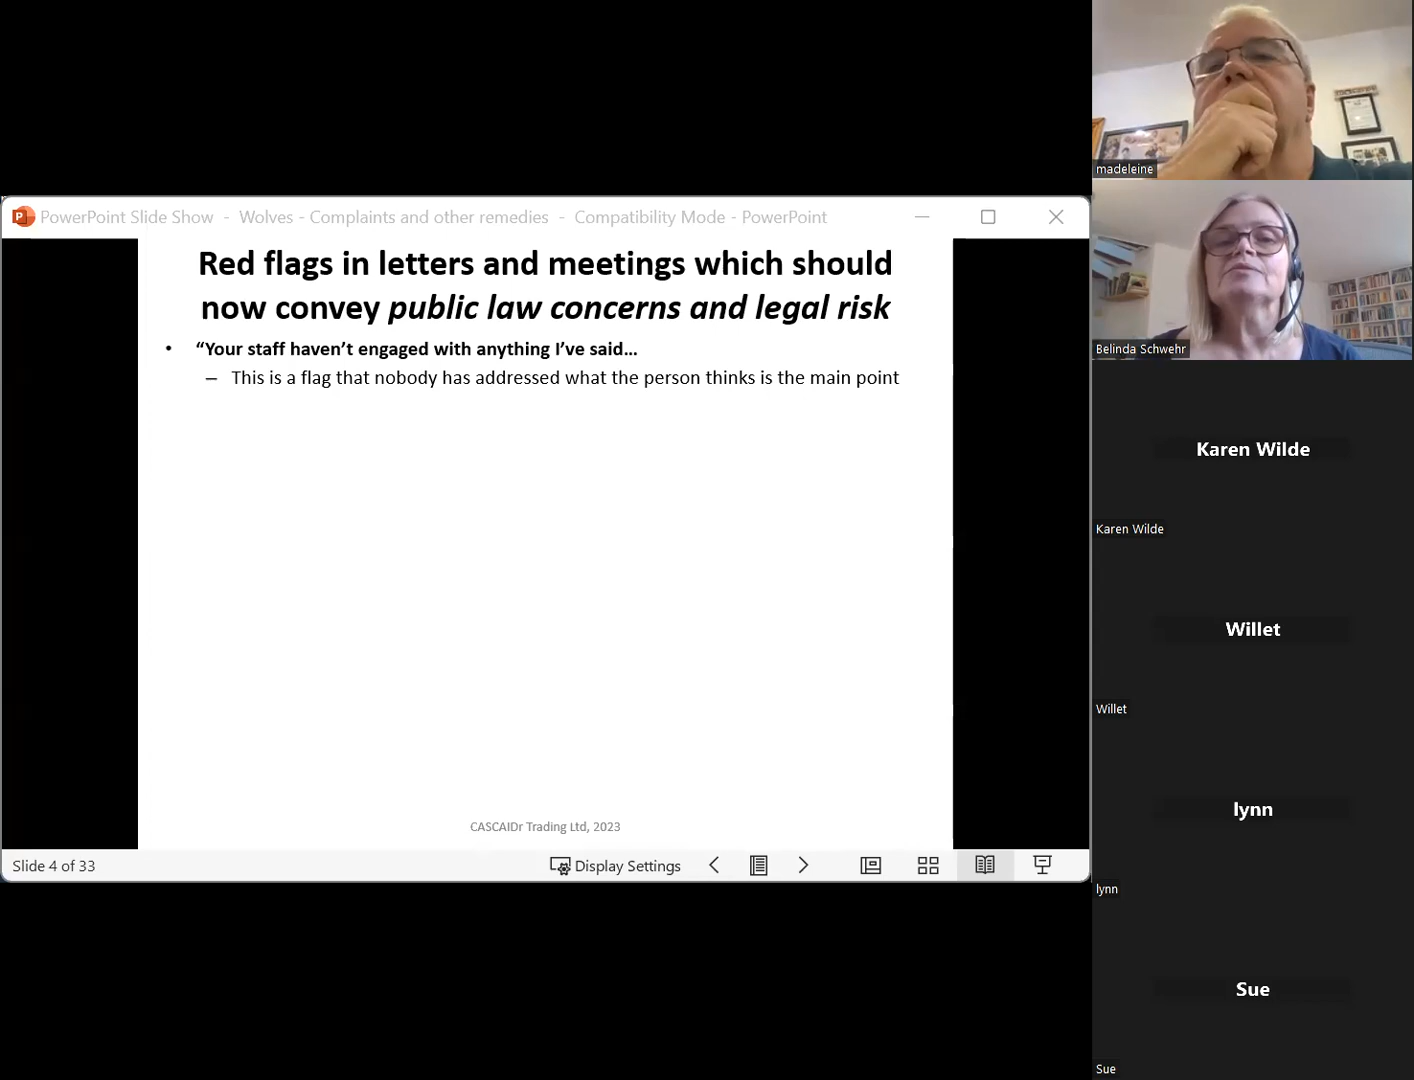 PowerPoint Slide Show - Wolves - Complaints and other remedies - Compatibility Mode - PowerPoint
Red flags in letters and meetings which should
now convey public law concerns and legal risk
• “Your staff haven’t engaged with anything I’ve said…
– This is a flag that nobody has addressed what the person thinks is the main point
CASCAIDr Trading Ltd, 2023
Slide 4 of 33
Display Settings
madeleine
Belinda Schwehr
Karen Wilde
Karen Wilde
Willet
Willet
lynn
lynn
Sue
Sue